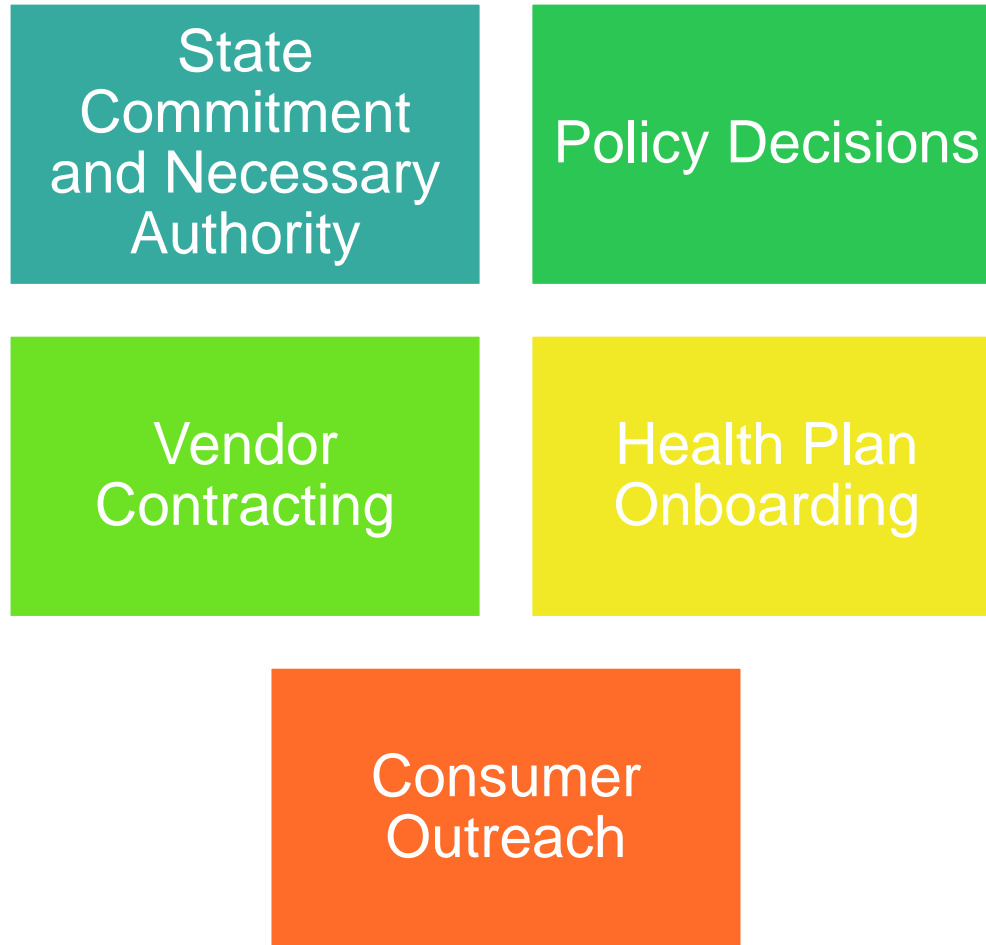 State
Commitment
and Necessary
Authority
Policy Decisions
Vendor
Contracting
Health Plan
Onboarding
Consumer
Outreach